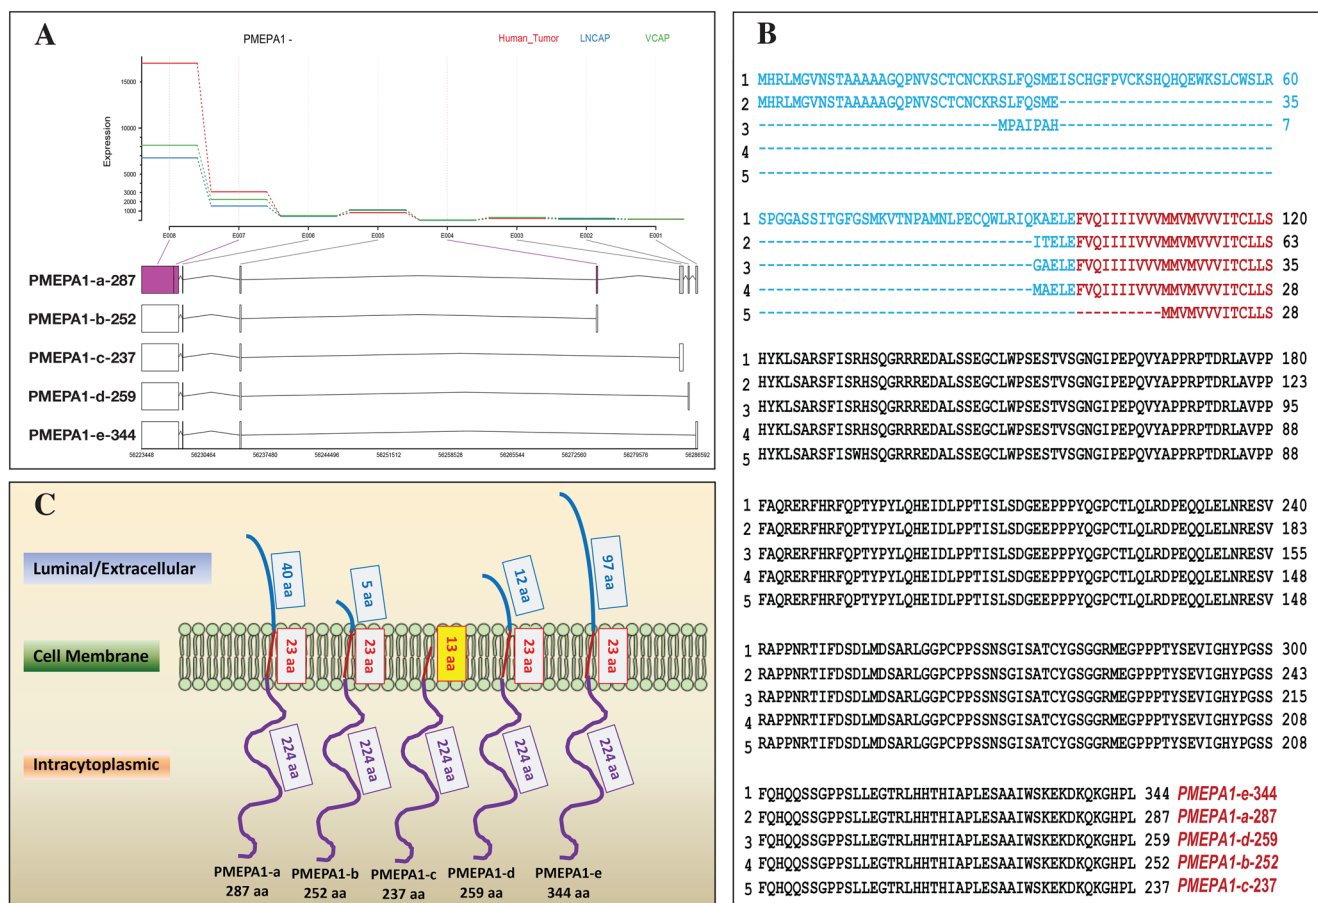 A
PMEPA1 -
Human_Tumor
LNCAP
VCAP
Expression
15000
10000
5000
3000
2000
1000
E008
E007
E006
E005
E004
E003
E002
E001
PMEPA1-a-287
PMEPA1-b-252
PMEPA1-c-237
PMEPA1-d-259
PMEPA1-e-344
56223448 56230464 56237480 56244496 56251512 56258528 56265544 56272560 56279576 56286592
B
1 MHRLMGVNSTAAAAAGQPNVSCTCNCKRSLFQSMEISCHGFPVCKSHQHQEWKSLCWSLR 60
2 MHRLMGVNSTAAAAAGQPNVSCTCNCKRSLFQSME------------------------- 35
3 ----------------------------MPAIPAH------------------------- 7
4 ------------------------------------------------------------
5 ------------------------------------------------------------
1 SPGGASSITGFGSMKVTNPAMNLPECQWLRIQKAELEFVQIIIIVVVMMVMVVVITCLLS 120
2 --------------------------------ITELEFVQIIIIVVVMMVMVVVITCLLS 63
3 --------------------------------GAELEFVQIIIIVVVMMVMVVVITCLLS 35
4 --------------------------------MAELEFVQIIIIVVVMMVMVVVITCLLS 28
5 -----------------------------------------------MMVMVVVITCLLS 28
1 HYKLSARSFISRHSQGRRREDALSSEGCLWPSESTVSGNGIPEPQVYAPPRPTDRLAVPP 180
2 HYKLSARSFISRHSQGRRREDALSSEGCLWPSESTVSGNGIPEPQVYAPPRPTDRLAVPP 123
3 HYKLSARSFISRHSQGRRREDALSSEGCLWPSESTVSGNGIPEPQVYAPPRPTDRLAVPP 95
4 HYKLSARSFISRHSQGRRREDALSSEGCLWPSESTVSGNGIPEPQVYAPPRPTDRLAVPP 88
5 HYKLSARSFISWHSQGRRREDALSSEGCLWPSESTVSGNGIPEPQVYAPPRPTDRLAVPP 88
1 FAQRERFHRFQPTYPYLQHEIDLPPTISLSDGEEPPPYQGPCTLQLRDPEQQLELNRESV 240
2 FAQRERFHRFQPTYPYLQHEIDLPPTISLSDGEEPPPYQGPCTLQLRDPEQQLELNRESV 183
3 FAQRERFHRFQPTYPYLQHEIDLPPTISLSDGEEPPPYQGPCTLQLRDPEQQLELNRESV 155
4 FAQRERFHRFQPTYPYLQHEIDLPPTISLSDGEEPPPYQGPCTLQLRDPEQQLELNRESV 148
5 FAQRERFHRFQPTYPYLQHEIDLPPTISLSDGEEPPPYQGPCTLQLRDPEQQLELNRESV 148
1 RAPPNRTIFDSDLMDSARLGGPCPPSSNSGISATCYGSGGRMEGPPPTYSEVIGHYPGSS 300
2 RAPPNRTIFDSDLMDSARLGGPCPPSSNSGISATCYGSGGRMEGPPPTYSEVIGHYPGSS 243
3 RAPPNRTIFDSDLMDSARLGGPCPPSSNSGISATCYGSGGRMEGPPPTYSEVIGHYPGSS 215
4 RAPPNRTIFDSDLMDSARLGGPCPPSSNSGISATCYGSGGRMEGPPPTYSEVIGHYPGSS 208
5 RAPPNRTIFDSDLMDSARLGGPCPPSSNSGISATCYGSGGRMEGPPPTYSEVIGHYPGSS 208
1 FQHQQSSGPPSLLEGTRLHHTHIAPLESAAIWSKEKDKQKGHPL 344 PMEPA1-e-344
2 FQHQQSSGPPSLLEGTRLHHTHIAPLESAAIWSKEKDKQKGHPL 287 PMEPA1-a-287
3 FQHQQSSGPPSLLEGTRLHHTHIAPLESAAIWSKEKDKQKGHPL 259 PMEPA1-d-259
4 FQHQQSSGPPSLLEGTRLHHTHIAPLESAAIWSKEKDKQKGHPL 252 PMEPA1-b-252
5 FQHQQSSGPPSLLEGTRLHHTHIAPLESAAIWSKEKDKQKGHPL 237 PMEPA1-c-237
C
Luminal/Extracellular
40 aa
5 aa
12 aa
97 aa
Cell Membrane
23 aa
23 aa
13 aa
23 aa
23 aa
Intracytoplasmic
224 aa
224 aa
224 aa
224 aa
224 aa
PMEPA1-a
287 aa
PMEPA1-b
252 aa
PMEPA1-c
237 aa
PMEPA1-d
259 aa
PMEPA1-e
344 aa